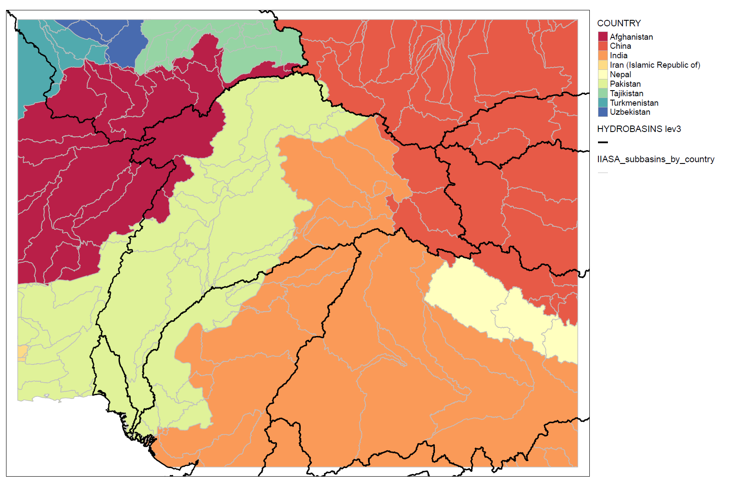 COUNTRY
Afghanistan
China
India
Iran (Islamic Republic of)
Nepal
Pakistan
Tajikistan
Turkmenistan
Uzbekistan
HYDROBASINS lev3
IIASA_subbasins_by_country